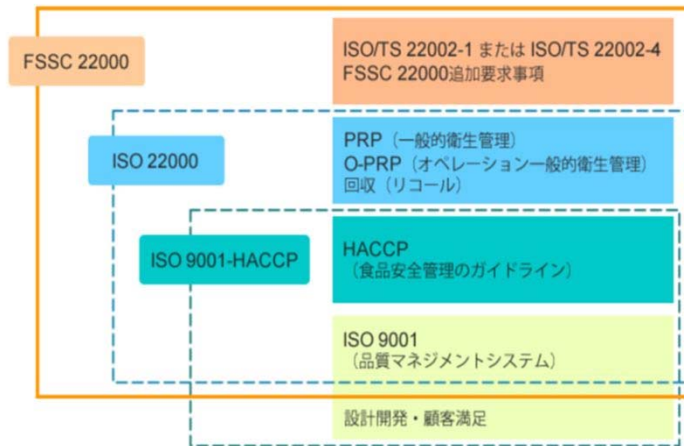 FSSC 22000
ISO/TS 22002-1 または ISO/TS 22002-4
FSSC 22000追加要求事項
ISO 22000
PRP（一般的衛生管理）
O-PRP（オペレーション一般的衛生管理）
回収（リコール）
ISO 9001-HACCP
HACCP
（食品安全管理のガイドライン）
ISO 9001
（品質マネジメントシステム）
設計開発・顧客満足